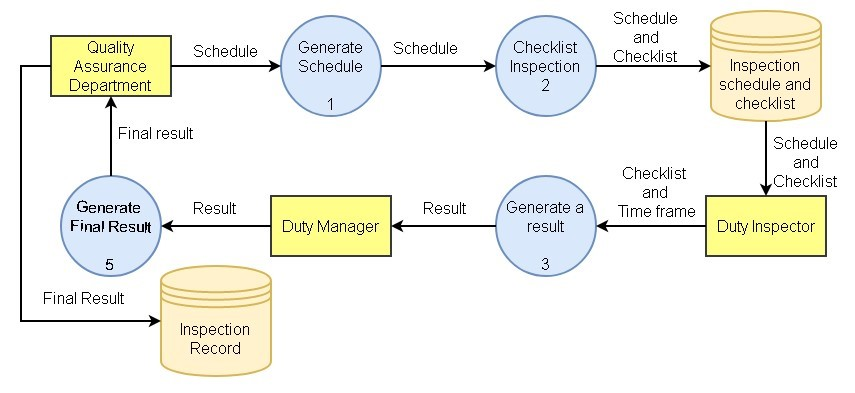 Quality
Assurance
Department
Schedule
Generate
Schedule
1
Schedule
Checklist
Inspection
2
Schedule
and
Checklist
Inspection
schedule and
checklist
Schedule
and
Checklist
Duty Inspector
Checklist
and
Time frame
Generate a
result
3
Result
Duty Manager
Result
Generate
Final Result
5
Final result
Final Result
Inspection
Record